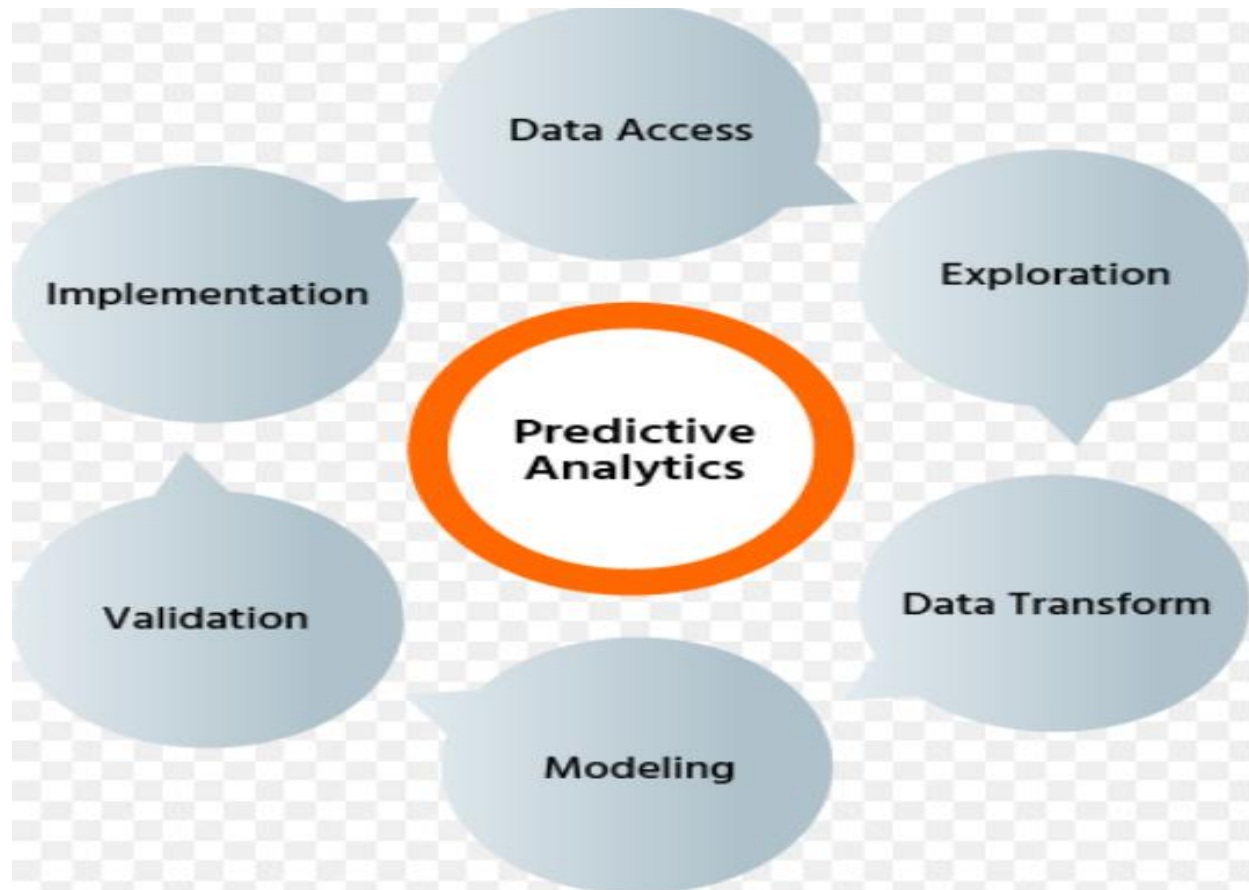 Data Access
Exploration
Data Transform
Modeling
Validation
Implementation
Predictive
Analytics